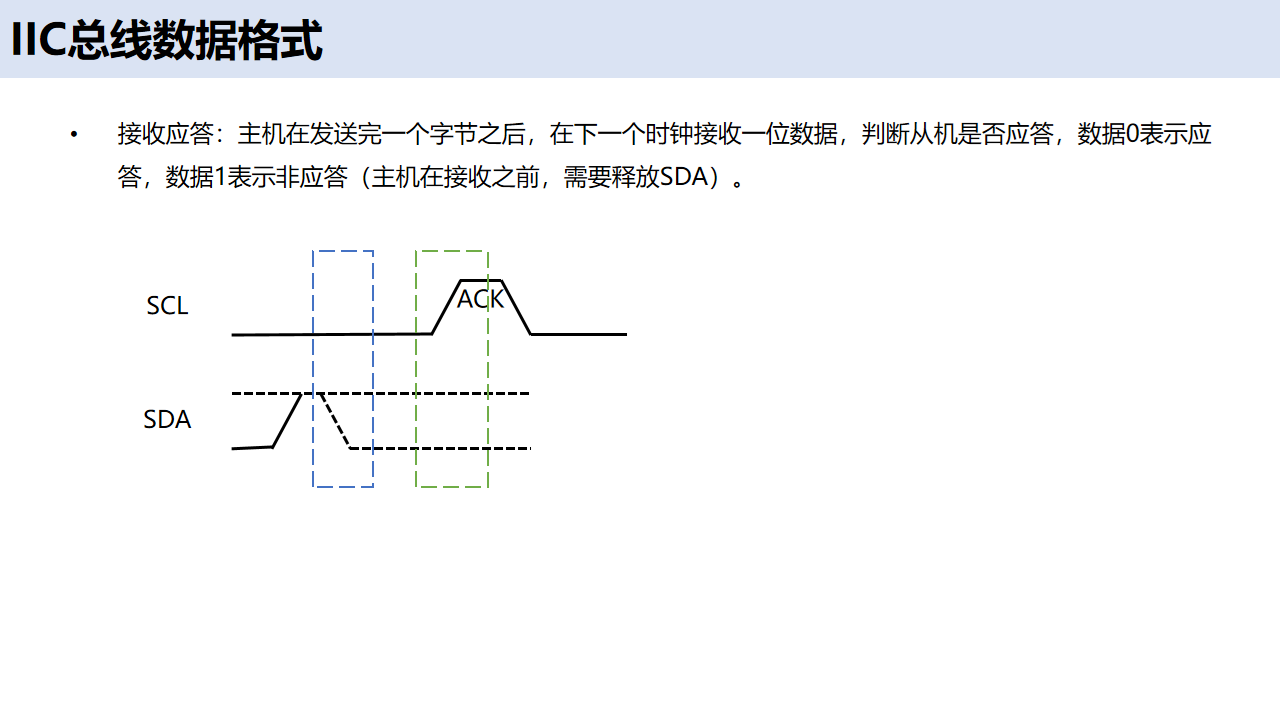 IIC总线数据格式
• 接收应答：主机在发送完一个字节之后，在下一个时钟接收一位数据，判断从机是否应答，数据0表示应
答，数据1表示非应答（主机在接收之前，需要释放SDA）。
SCL
ACK
SDA